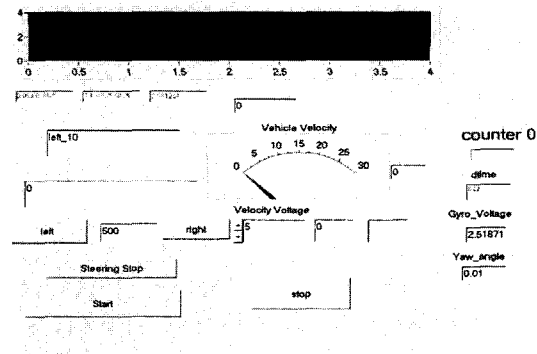 4
2
0
0 0.5 1 1.5 2 2.5 3 3.5 4
0
left_10
Vehicle Velocity
0 5 10 15 20 25 30
counter 0
0
dtime
0
Velocity Voltage
left 500 right 5 0
Gyro_Voltage
2.51871
Steering Stop
Yaw_angle
0.01
Start stop